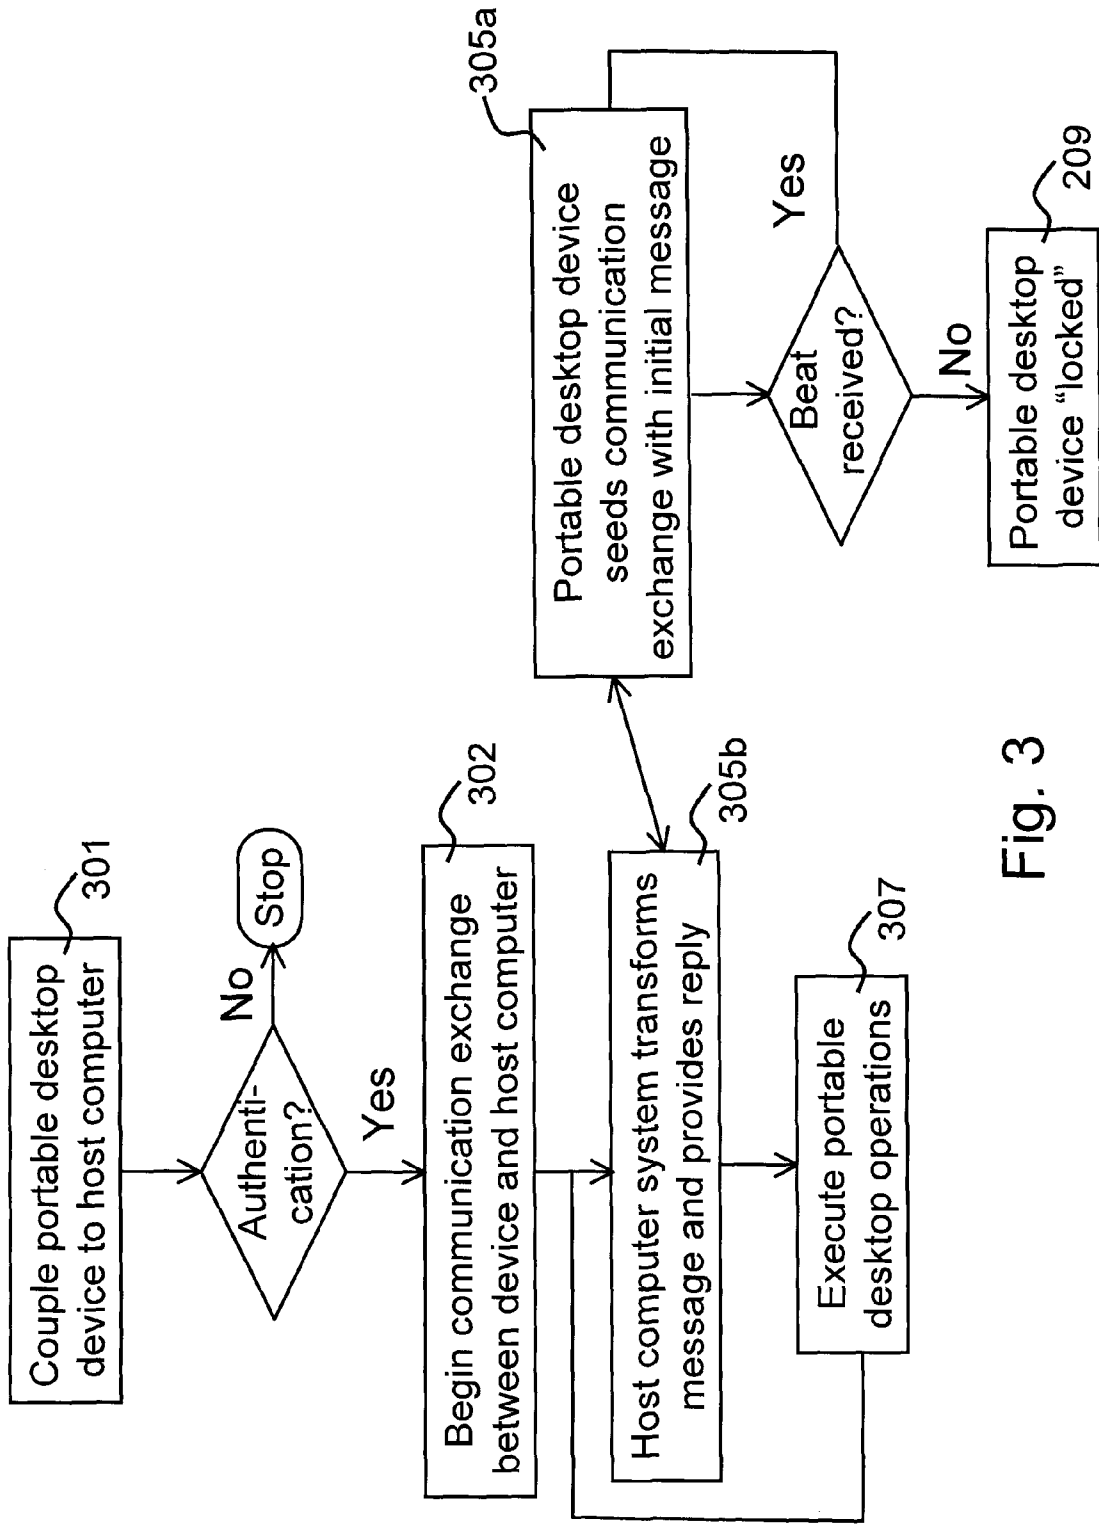 Couple portable desktop
device to host computer
301
Authenti-
cation?
No
Stop
Yes
Begin communication exchange
between device and host computer
302
Host computer system transforms
message and provides reply
305b
Execute portable
desktop operations
307
Portable desktop device
seeds communication
exchange with initial message
305a
Beat
received?
Yes
No
Portable desktop
device “locked”
209
Fig. 3